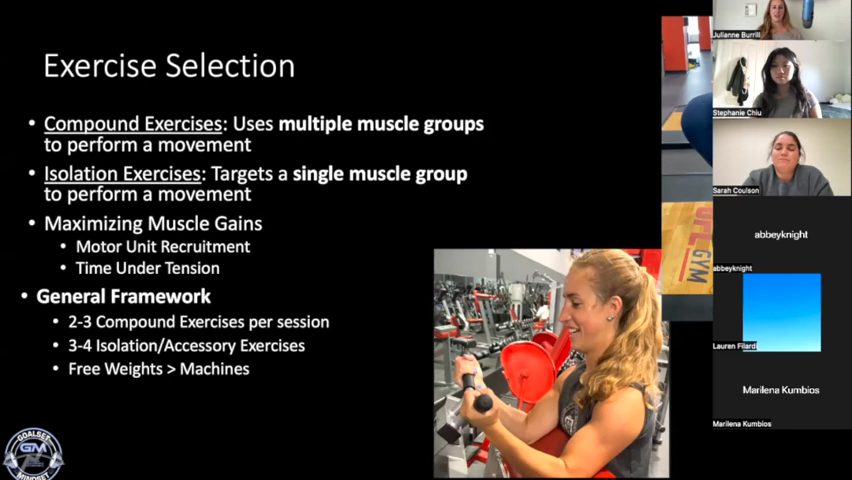 Exercise Selection
• Compound Exercises: Uses multiple muscle groups
to perform a movement
• Isolation Exercises: Targets a single muscle group
to perform a movement
• Maximizing Muscle Gains
• Motor Unit Recruitment
• Time Under Tension
• General Framework
• 2-3 Compound Exercises per session
• 3-4 Isolation/Accessory Exercises
• Free Weights > Machines
GOALSET
GM
MINDSET
UFC GYM
Julianne Burrill
Stephanie Chiu
Sarah Coulson
abbeyknight
abbeyknight
Lauren Filardi
Marilena Kumbios
Marilena Kumbios